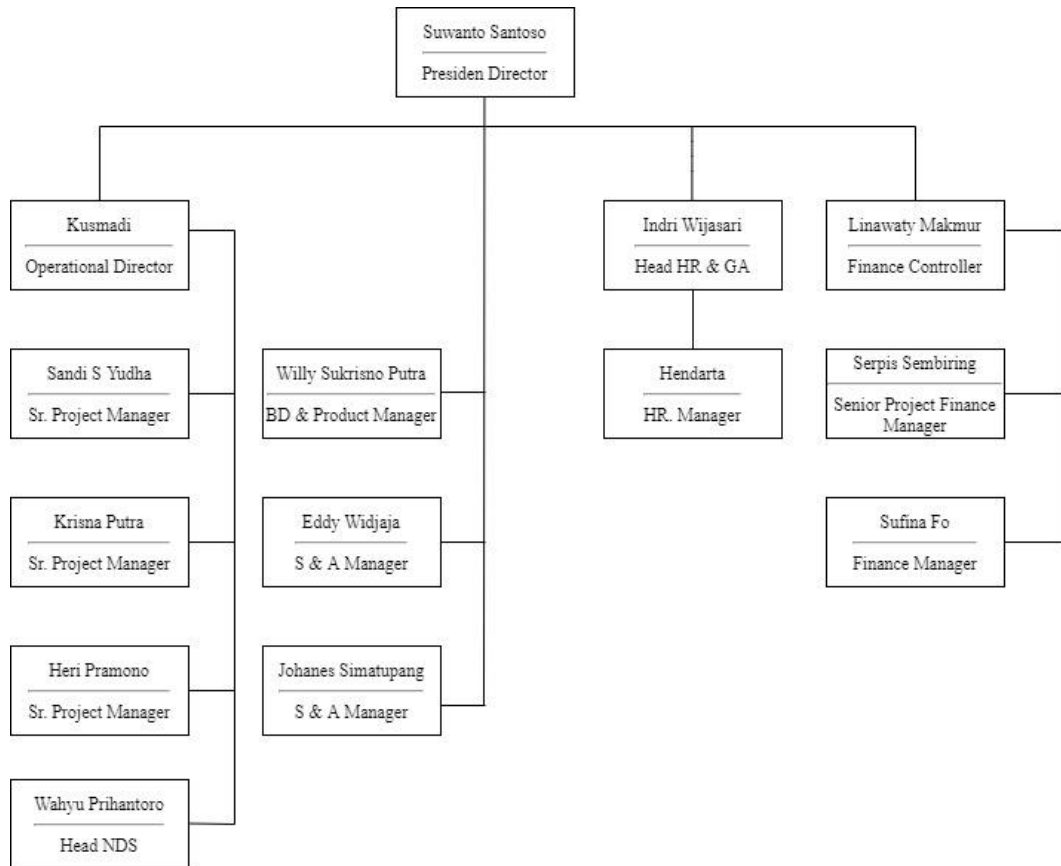 Suwanto Santoso
Presiden Director
Kusmadi
Operational Director
Indri Wijasari
Head HR & GA
Linawaty Makmur
Finance Controller
Sandi S Yudha
Sr. Project Manager
Willy Sukrisno Putra
BD & Product Manager
Hendarta
HR. Manager
Serpis Sembiring
Senior Project Finance
Manager
Krisna Putra
Sr. Project Manager
Eddy Widjaja
S & A Manager
Sufina Fo
Finance Manager
Heri Pramono
Sr. Project Manager
Johanes Simatupang
S & A Manager
Wahyu Prihantoro
Head NDS